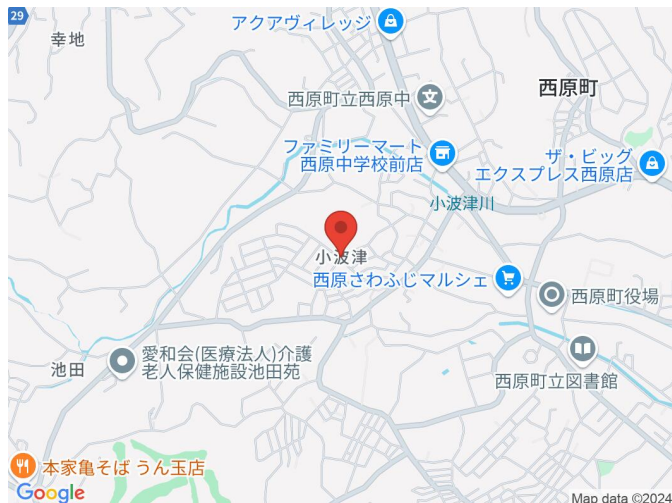 29
幸地
アクアヴィレッジ
西原町立西原中
西原町
ファミリーマート
西原中学校前店
ザ・ビッグ
エクスプレス西原店
小波津川
小波津
西原さわふじマルシェ
西原町役場
愛和会(医療法人)介護
老人保健施設池田苑
池田
西原町立図書館
本家亀そば うん玉店
Google
Map data ©2024